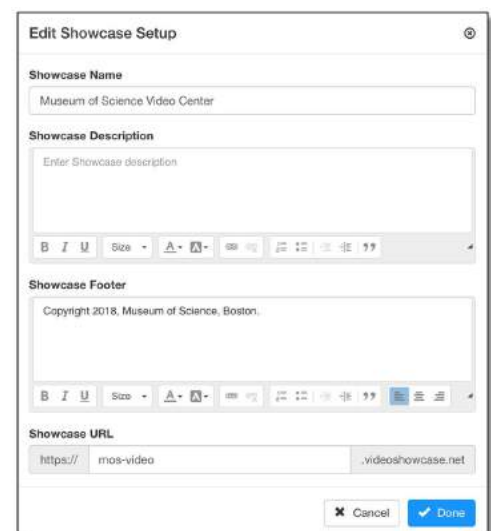 Edit Showcase Setup
Showcase Name
Museum of Science Video Center
Showcase Description
Enter Showcase description
B I U Size A A
Showcase Footer
Copyright 2018, Museum of Science, Boston.
B I U Size A A
Showcase URL
https:// mos-video .videoshowcase.net
Cancel Done